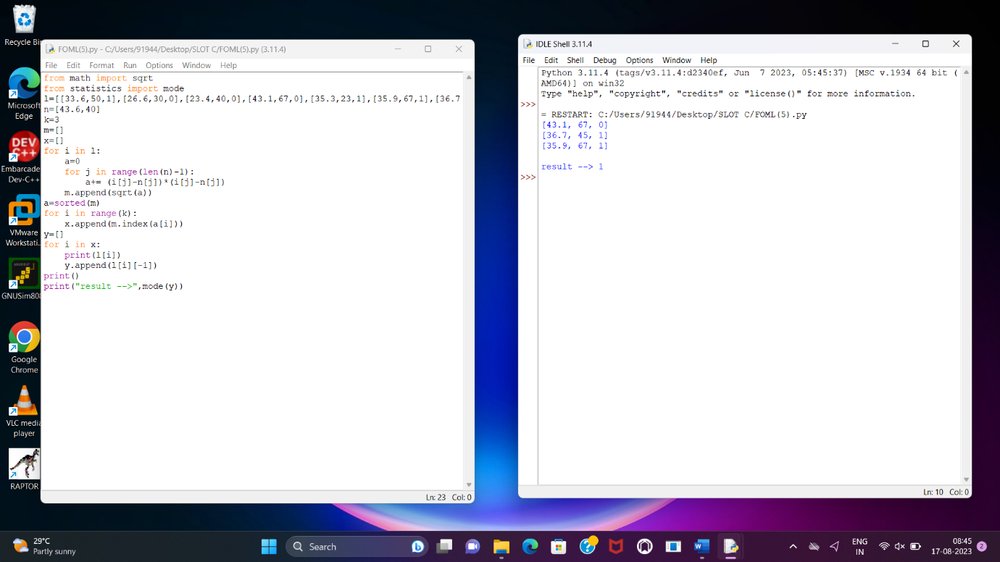 Recycle Bi
Microsoft
Edge
DEV
C++
Embarcade
Dev-C++
VMware
Workstati..
GNUSim808
Google
Chrome
VLC media
player
RAPTOR
FOML(5).py - C:/Users/91944/Desktop/SLOT C/FOML(5).py (3.11.4)
File Edit Format Run Options Window Help
from math import sqrt
from statistics import mode
l=[[33.6,50,1],[26.6,30,0],[23.4,40,0],[43.1,67,0],[35.3,23,1],[35.9,67,1],[36.7
n=[43.6,40]
k=3
m=[]
x=[]
for i in l:
    a=0
    for j in range(len(n)-1):
        a+= (i[j]-n[j])*(i[j]-n[j])
    m.append(sqrt(a))
a=sorted(m)
for i in range(k):
    x.append(m.index(a[i]))
y=[]
for i in x:
    print(l[i])
    y.append(l[i][-1])
print()
print("result -->",mode(y))
Ln: 23 Col: 0
IDLE Shell 3.11.4
File Edit Shell Debug Options Window Help
Python 3.11.4 (tags/v3.11.4:d2340ef, Jun  7 2023, 05:45:37) [MSC v.1934 64 bit (
AMD64)] on win32
Type "help", "copyright", "credits" or "license()" for more information.
>>>
= RESTART: C:/Users/91944/Desktop/SLOT C/FOML(5).py
[43.1, 67, 0]
[36.7, 45, 1]
[35.9, 67, 1]
result --> 1
>>>
Ln: 10 Col: 0
29°C
Partly sunny
Search
ENG
IN
08:45
17-08-2023
2